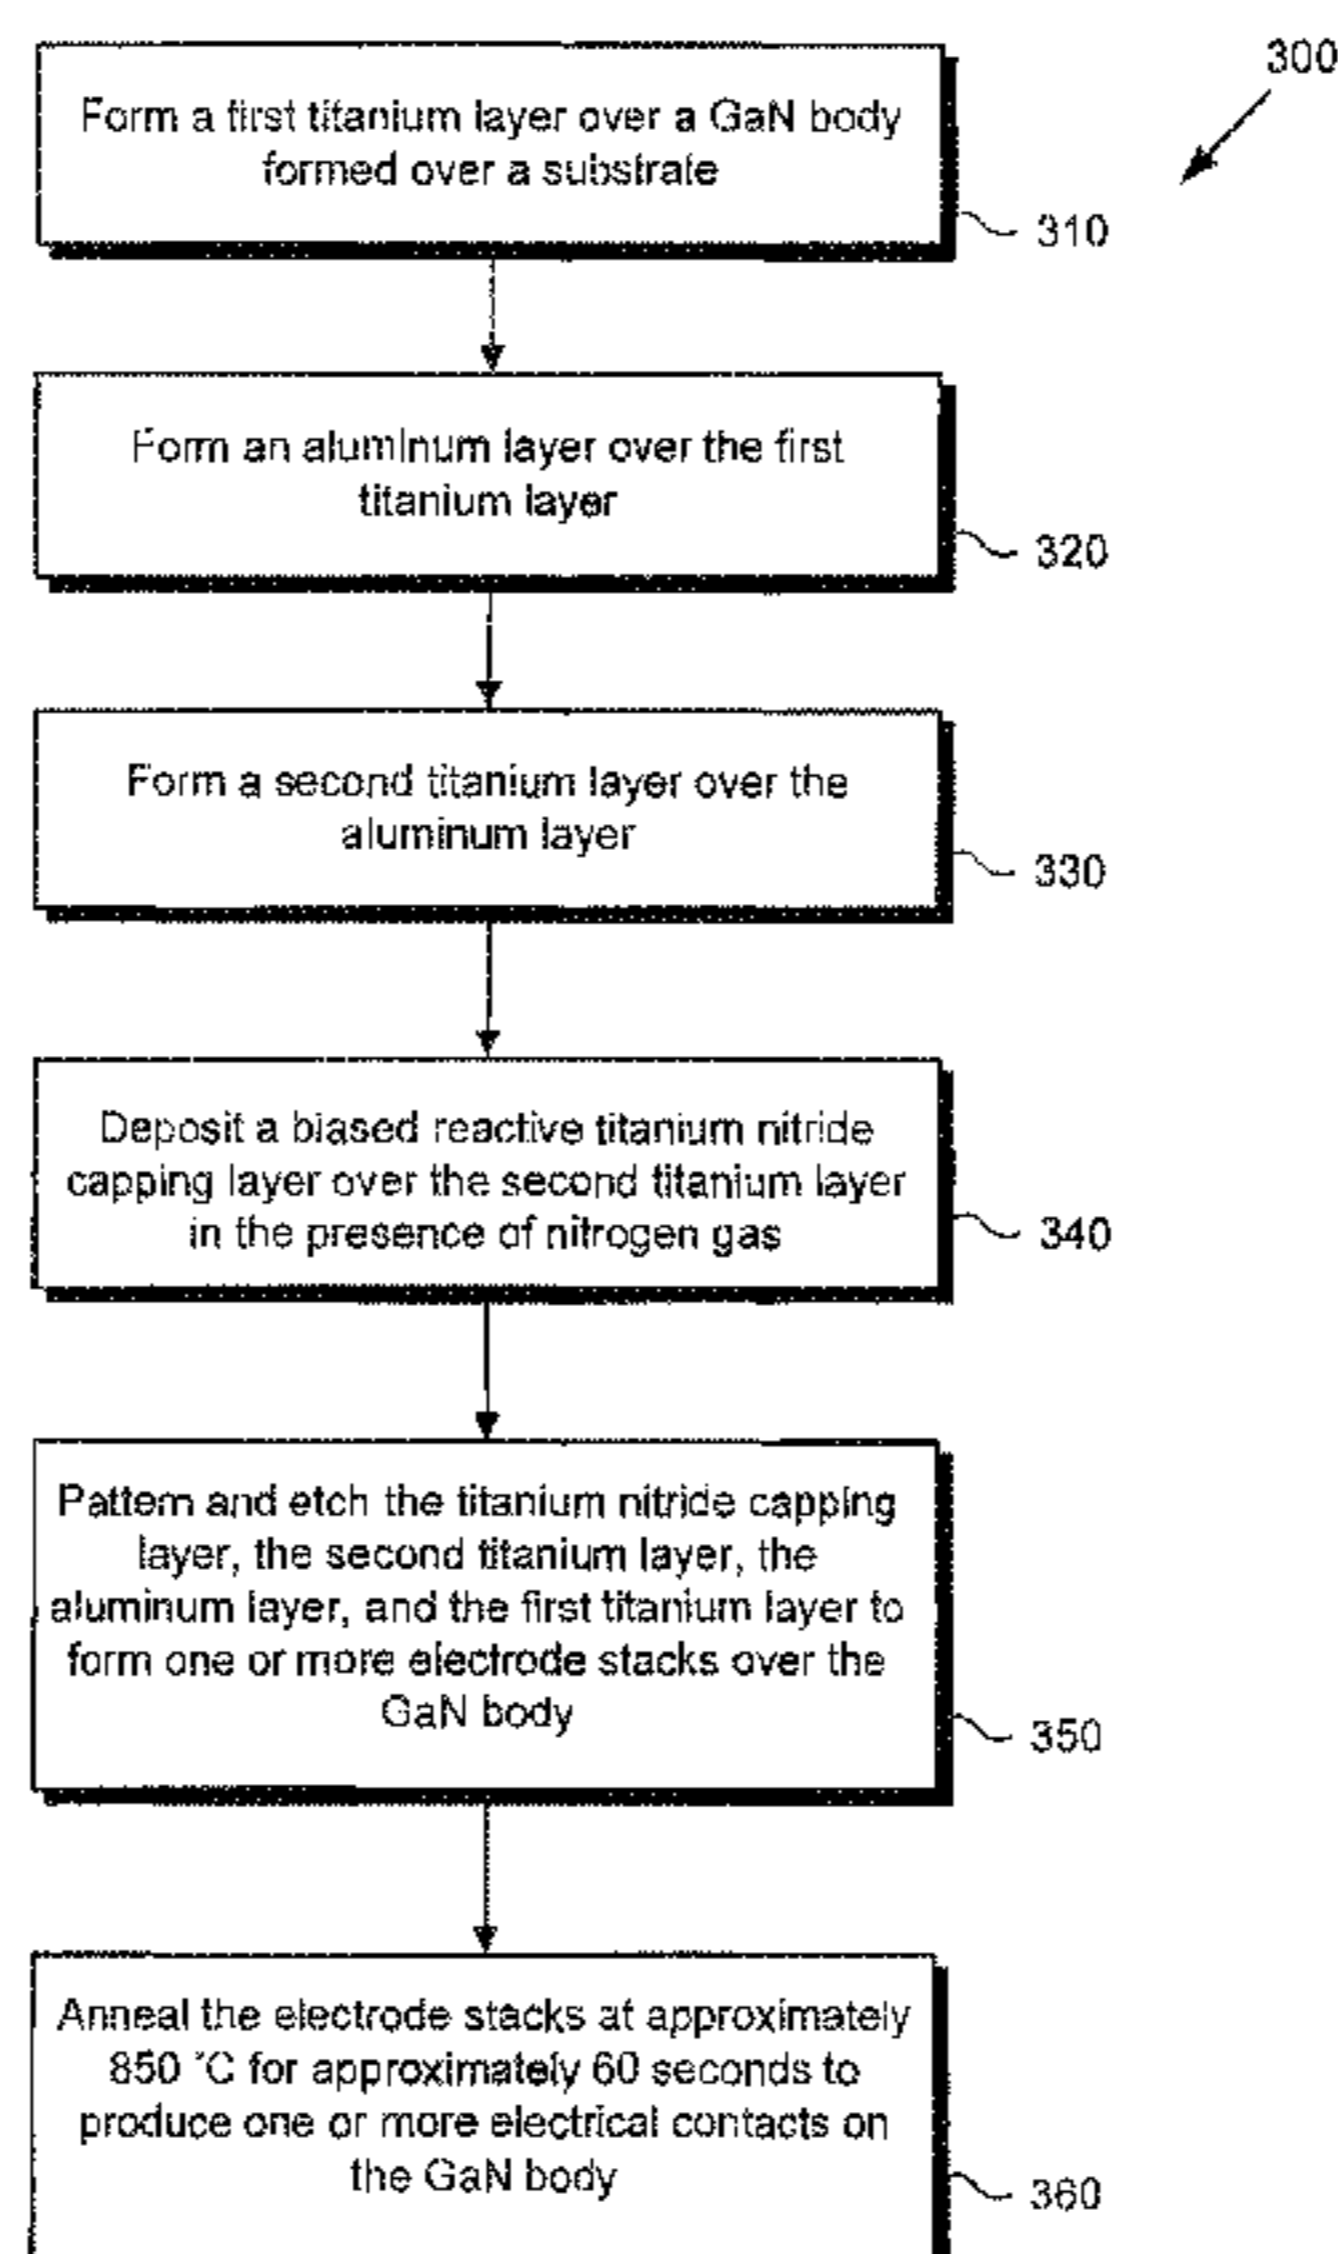 300
Form a first titanium layer over a GaN body
formed over a substrate
310
Form an aluminum layer over the first
titanium layer
320
Form a second titanium layer over the
aluminum layer
330
Deposit a biased reactive titanium nitride
capping layer over the second titanium layer
in the presence of nitrogen gas
340
Pattern and etch the titanium nitride capping
layer, the second titanium layer, the
aluminum layer, and the first titanium layer to
form one or more electrode stacks over the
GaN body
350
Anneal the electrode stacks at approximately
850 °C for approximately 60 seconds to
produce one or more electrical contacts on
the GaN body
360